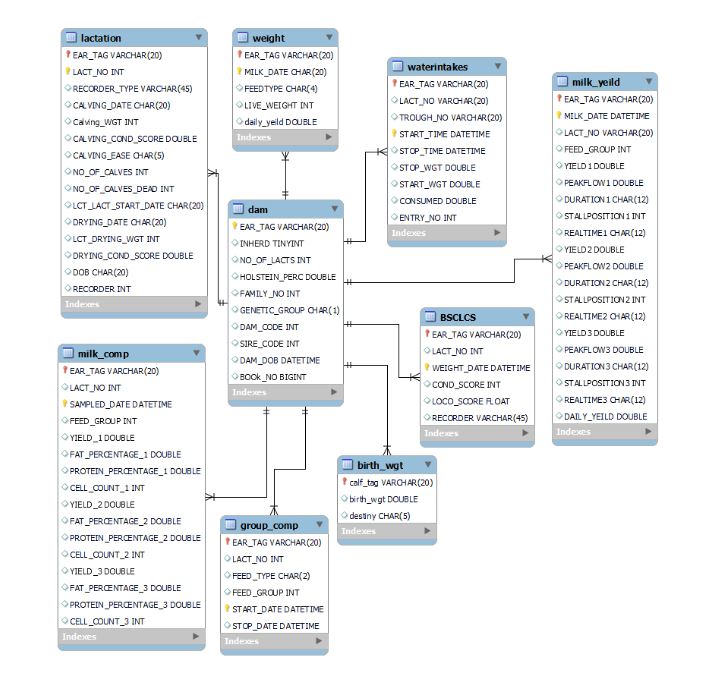 lactation
EAR_TAG VARCHAR(20)
LACT_NO INT
RECORDER_TYPE VARCHAR(45)
CALVING_DATE CHAR(20)
Calving_WGT INT
CALVING_COND_SCORE DOUBLE
CALVING_EASE CHAR(5)
NO_OF_CALVES INT
NO_OF_CALVES_DEAD INT
LCT_LACT_START_DATE CHAR(20)
DRYING_DATE CHAR(20)
LCT_DRYING_WGT INT
DRYING_COND_SCORE DOUBLE
DOB CHAR(20)
RECORDER INT
Indexes
weight
EAR_TAG VARCHAR(20)
MILK_DATE CHAR(20)
FEEDTYPE CHAR(4)
LIVE_WEIGHT INT
daily_yeild DOUBLE
Indexes
waterintakes
EAR_TAG VARCHAR(20)
LACT_NO VARCHAR(20)
TROUGH_NO VARCHAR(20)
START_TIME DATETIME
STOP_TIME DATETIME
STOP_WGT DOUBLE
START_WGT DOUBLE
CONSUMED DOUBLE
ENTRY_NO INT
Indexes
milk_yeild
EAR_TAG VARCHAR(20)
MILK_DATE DATETIME
LACT_NO VARCHAR(20)
FEED_GROUP INT
YIELD1 DOUBLE
PEAKFLOW1 DOUBLE
DURATION1 CHAR(12)
STALLPOSITION1 INT
REALTIME1 CHAR(12)
YIELD2 DOUBLE
PEAKFLOW2 DOUBLE
DURATION2 CHAR(12)
STALLPOSITION2 INT
REALTIME2 CHAR(12)
YIELD3 DOUBLE
PEAKFLOW3 DOUBLE
DURATION3 CHAR(12)
STALLPOSITION3 INT
REALTIME3 CHAR(12)
DAILY_YEILD DOUBLE
Indexes
dam
EAR_TAG VARCHAR(20)
INHERD TINYINT
NO_OF_LACTS INT
HOLSTEIN_PERC DOUBLE
FAMILY_NO INT
GENETIC_GROUP CHAR(1)
DAM_CODE INT
SIRE_CODE INT
DAM_DOB DATETIME
BOOk_NO BIGINT
Indexes
BSCLCS
EAR_TAG VARCHAR(20)
LACT_NO INT
WEIGHT_DATE DATETIME
COND_SCORE INT
LOCO_SCORE FLOAT
RECORDER VARCHAR(45)
Indexes
milk_comp
EAR_TAG VARCHAR(20)
LACT_NO INT
SAMPLED_DATE DATETIME
FEED_GROUP INT
YIELD_1 DOUBLE
FAT_PERCENTAGE_1 DOUBLE
PROTEIN_PERCENTAGE_1 DOUBLE
CELL_COUNT_1 INT
YIELD_2 DOUBLE
FAT_PERCENTAGE_2 DOUBLE
PROTEIN_PERCENTAGE_2 DOUBLE
CELL_COUNT_2 INT
YIELD_3 DOUBLE
FAT_PERCENTAGE_3 DOUBLE
PROTEIN_PERCENTAGE_3 DOUBLE
CELL_COUNT_3 INT
Indexes
birth_wgt
calf_tag VARCHAR(20)
birth_wgt DOUBLE
destiny CHAR(5)
Indexes
group_comp
EAR_TAG VARCHAR(20)
LACT_NO INT
FEED_TYPE CHAR(2)
FEED_GROUP INT
START_DATE DATETIME
STOP_DATE DATETIME
Indexes